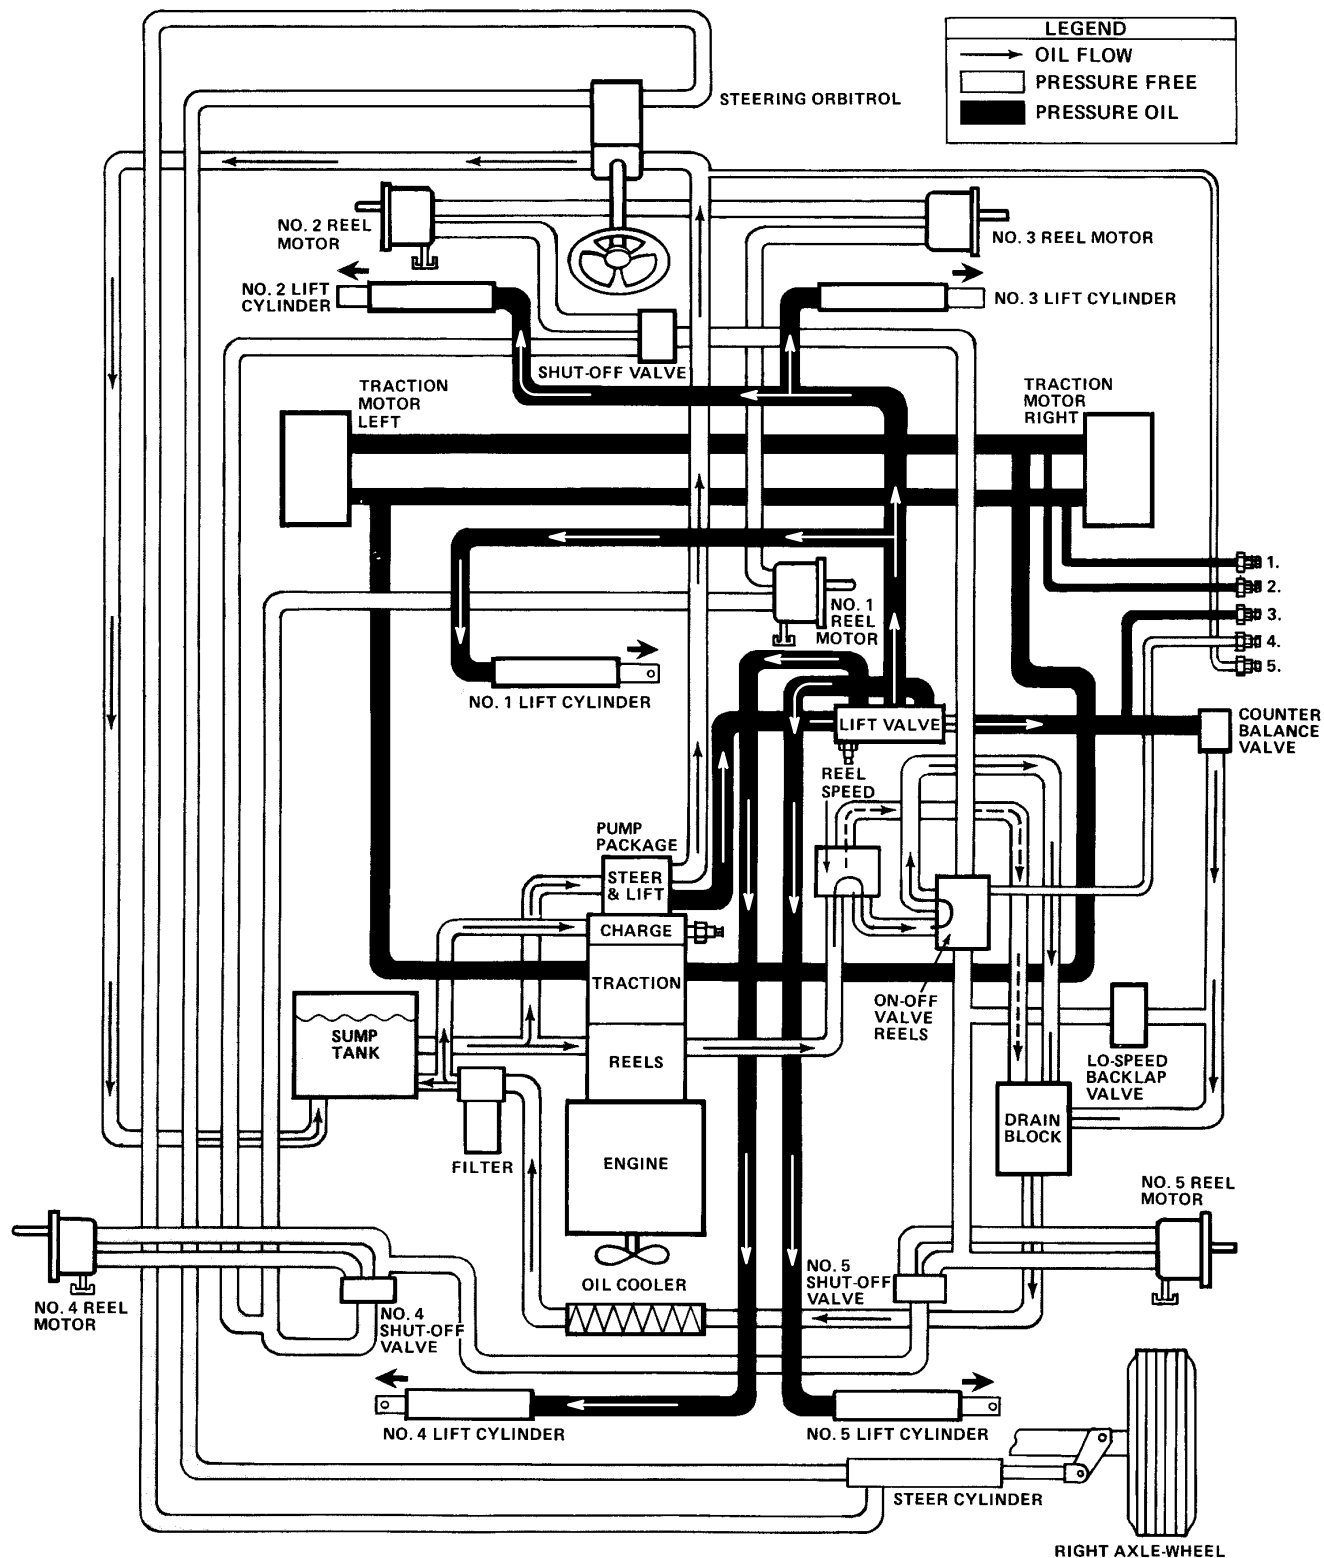 LEGEND
OIL FLOW
PRESSURE FREE
PRESSURE OIL
STEERING ORBITROL
NO. 2 REEL
MOTOR
NO. 3 REEL MOTOR
NO. 2 LIFT
CYLINDER
NO. 3 LIFT CYLINDER
SHUT-OFF VALVE
TRACTION
MOTOR
LEFT
TRACTION
MOTOR
RIGHT
1.
2.
3.
4.
5.
NO. 1
REEL
MOTOR
NO. 1 LIFT CYLINDER
LIFT VALVE
COUNTER
BALANCE
VALVE
REEL
SPEED
PUMP
PACKAGE
STEER
& LIFT
CHARGE
TRACTION
REELS
ON-OFF
VALVE
REELS
SUMP
TANK
LO-SPEED
BACKLAP
VALVE
DRAIN
BLOCK
FILTER
ENGINE
NO. 5 REEL
MOTOR
OIL COOLER
NO. 5
SHUT-OFF
VALVE
NO. 4 REEL
MOTOR
NO. 4
SHUT-OFF
VALVE
NO. 4 LIFT CYLINDER
NO. 5 LIFT CYLINDER
STEER CYLINDER
RIGHT AXLE-WHEEL